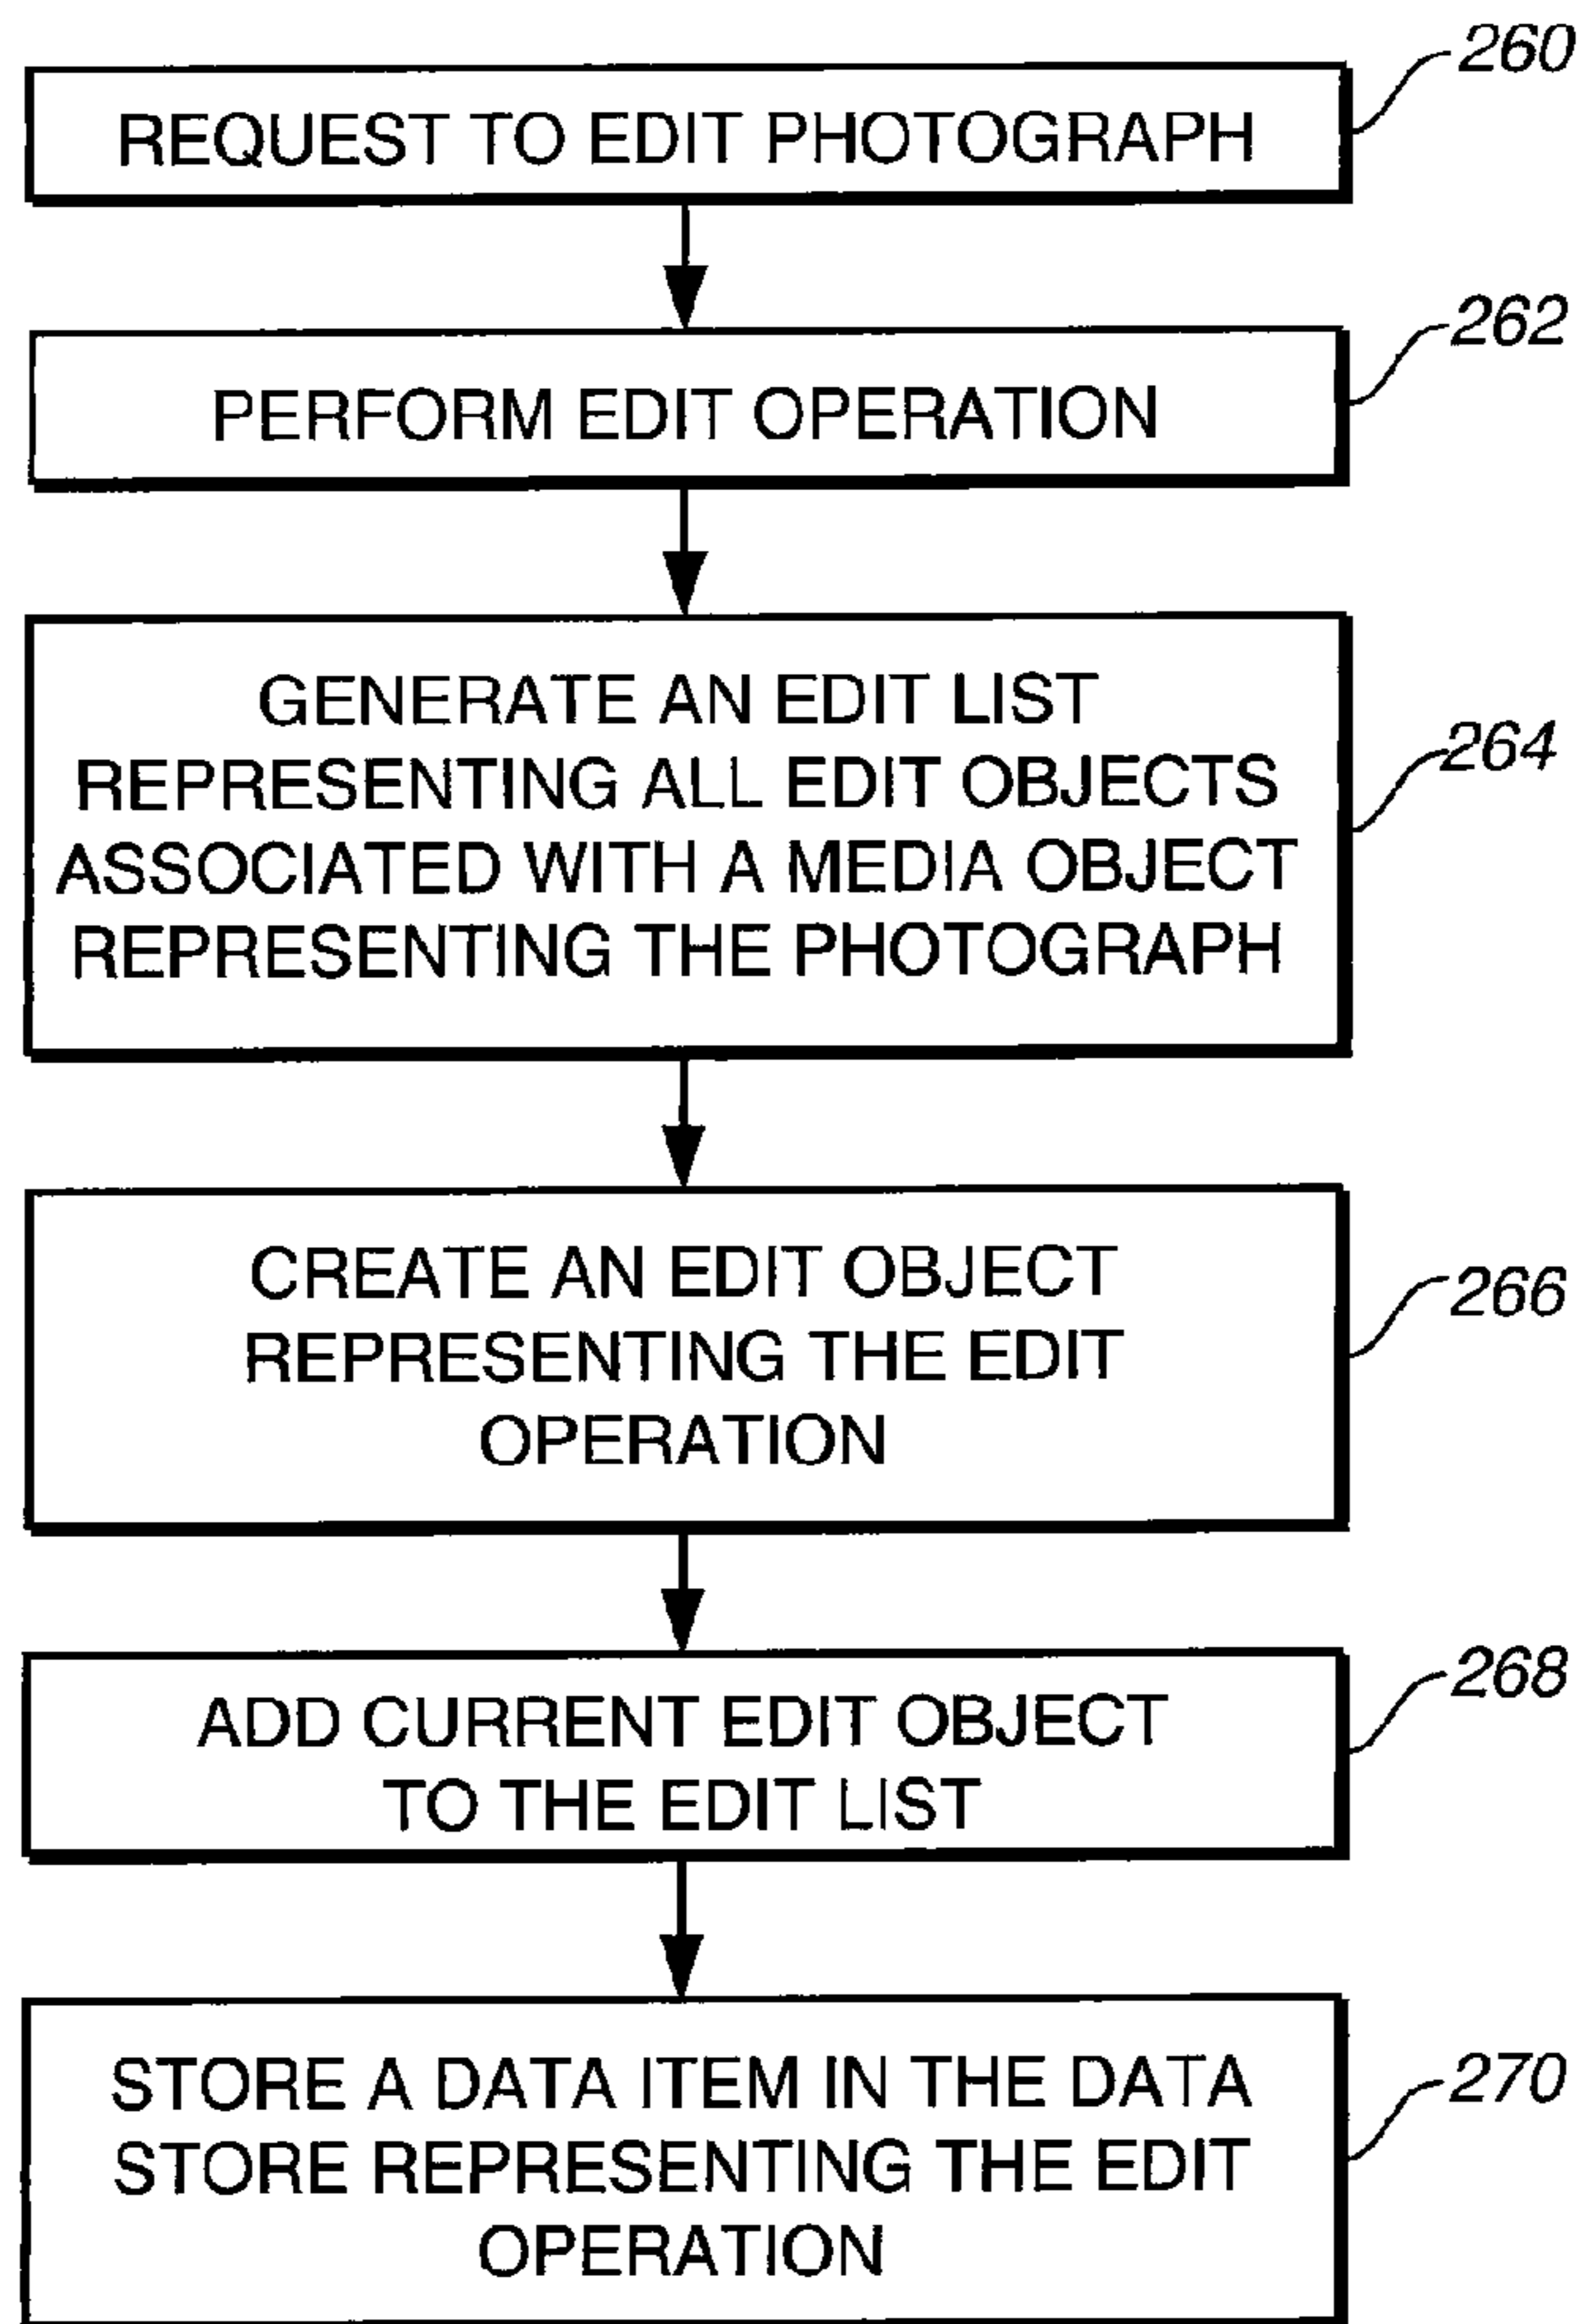 260
REQUEST TO EDIT PHOTOGRAPH
262
PERFORM EDIT OPERATION
GENERATE AN EDIT LIST
REPRESENTING ALL EDIT OBJECTS
ASSOCIATED WITH A MEDIA OBJECT
REPRESENTING THE PHOTOGRAPH
264
CREATE AN EDIT OBJECT
REPRESENTING THE EDIT
OPERATION
266
ADD CURRENT EDIT OBJECT
TO THE EDIT LIST
268
STORE A DATA ITEM IN THE DATA
STORE REPRESENTING THE EDIT
OPERATION
270